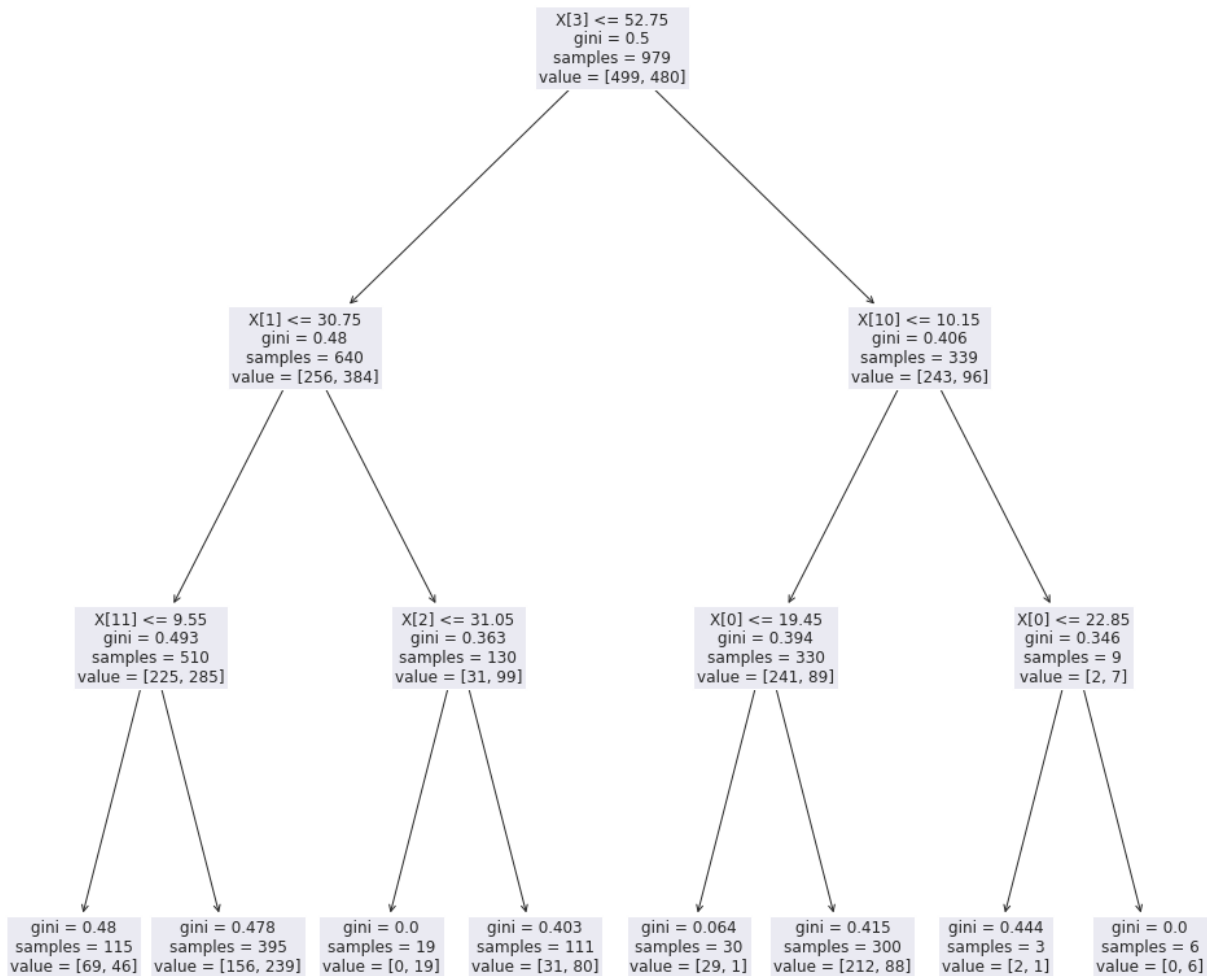 X[3] <= 52.75
gini = 0.5
samples = 979
value = [499, 480]
X[1] <= 30.75
gini = 0.48
samples = 640
value = [256, 384]
X[10] <= 10.15
gini = 0.406
samples = 339
value = [243, 96]
X[11] <= 9.55
gini = 0.493
samples = 510
value = [225, 285]
X[2] <= 31.05
gini = 0.363
samples = 130
value = [31, 99]
X[0] <= 19.45
gini = 0.394
samples = 330
value = [241, 89]
X[0] <= 22.85
gini = 0.346
samples = 9
value = [2, 7]
gini = 0.48
samples = 115
value = [69, 46]
gini = 0.478
samples = 395
value = [156, 239]
gini = 0.0
samples = 19
value = [0, 19]
gini = 0.403
samples = 111
value = [31, 80]
gini = 0.064
samples = 30
value = [29, 1]
gini = 0.415
samples = 300
value = [212, 88]
gini = 0.444
samples = 3
value = [2, 1]
gini = 0.0
samples = 6
value = [0, 6]